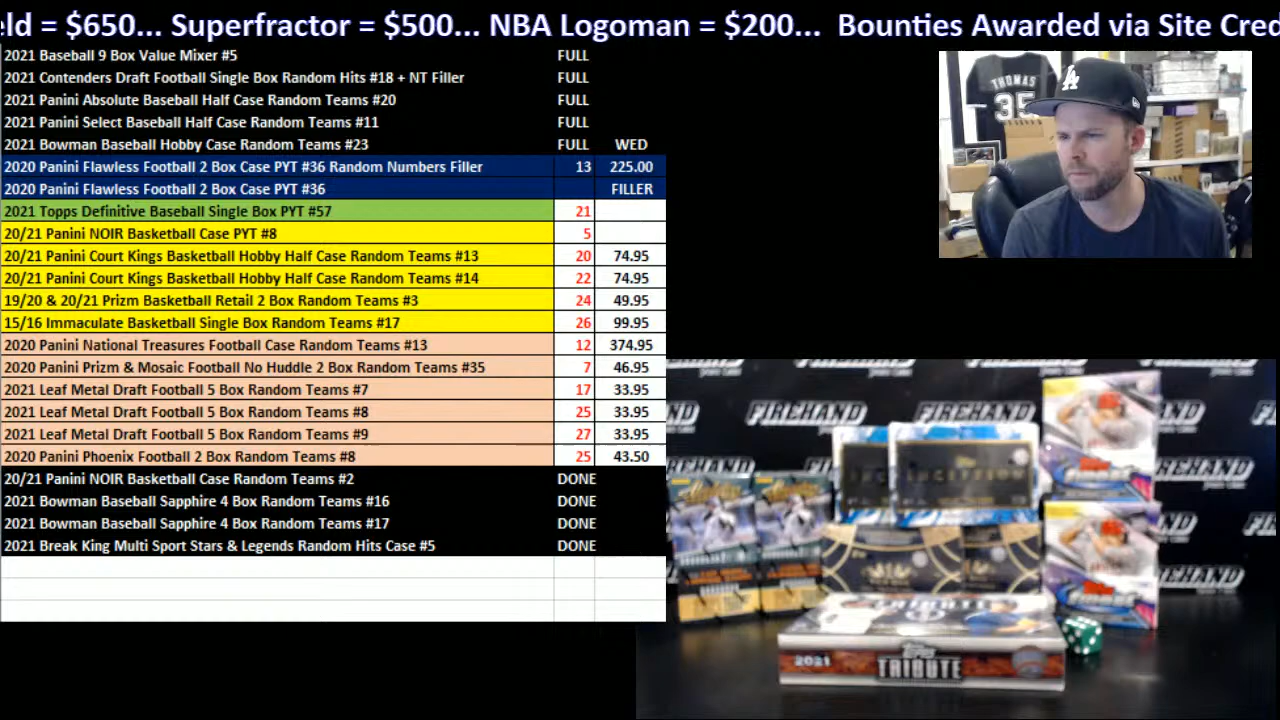 eld = $650... Superfractor = $500... NBA Logoman = $200... Bounties Awarded via Site Cred
2021 Baseball 9 Box Value Mixer #5 FULL
2021 Contenders Draft Football Single Box Random Hits #18 + NT Filler FULL
2021 Panini Absolute Baseball Half Case Random Teams #20 FULL
2021 Panini Select Baseball Half Case Random Teams #11 FULL
2021 Bowman Baseball Hobby Case Random Teams #23 FULL WED
2020 Panini Flawless Football 2 Box Case PYT #36 Random Numbers Filler 13 225.00
2020 Panini Flawless Football 2 Box Case PYT #36 FILLER
2021 Topps Definitive Baseball Single Box PYT #57 21
20/21 Panini NOIR Basketball Case PYT #8 5
20/21 Panini Court Kings Basketball Hobby Half Case Random Teams #13 20 74.95
20/21 Panini Court Kings Basketball Hobby Half Case Random Teams #14 22 74.95
19/20 & 20/21 Prizm Basketball Retail 2 Box Random Teams #3 24 49.95
15/16 Immaculate Basketball Single Box Random Teams #17 26 99.95
2020 Panini National Treasures Football Case Random Teams #13 12 374.95
2020 Panini Prizm & Mosaic Football No Huddle 2 Box Random Teams #35 7 46.95
2021 Leaf Metal Draft Football 5 Box Random Teams #7 17 33.95
2021 Leaf Metal Draft Football 5 Box Random Teams #8 25 33.95
2021 Leaf Metal Draft Football 5 Box Random Teams #9 27 33.95
2020 Panini Phoenix Football 2 Box Random Teams #8 25 43.50
20/21 Panini NOIR Basketball Case Random Teams #2 DONE
2021 Bowman Baseball Sapphire 4 Box Random Teams #16 DONE
2021 Bowman Baseball Sapphire 4 Box Random Teams #17 DONE
2021 Break King Multi Sport Stars & Legends Random Hits Case #5 DONE
THOMAS
35
LA
FIREHAND
FIREHAND
FIREHAND
INCEPTION
topps
2021 TRIBUTE